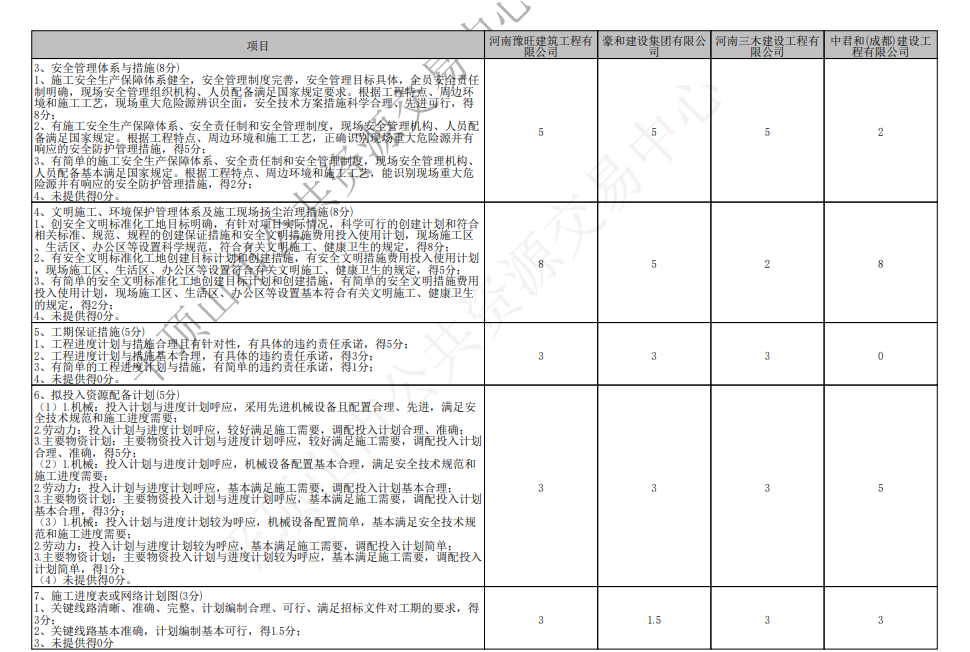 项目
河南豫旺建筑工程有限公司
豪和建设集团有限公司
河南三木建设工程有限公司
中君和(成都)建设工程有限公司
3、安全管理体系与措施(8分)
1、施工安全生产保障体系健全，安全管理制度完善，安全管理目标具体，全员安全责任
制明确，现场安全管理组织机构、人员配备满足国家规定要求。根据工程特点、周边环
境和施工工艺，现场重大危险源辨识全面，安全技术方案措施科学合理、先进可行，得
8分；
2、有施工安全生产保障体系、安全责任制和安全管理制度，现场安全管理机构、人员配
备满足国家规定。根据工程特点、周边环境和施工工艺，正确识别现场重大危险源并有
响应的安全防护管理措施，得5分；
3、有简单的施工安全生产保障体系、安全责任制和安全管理制度，现场安全管理机构、
人员配备基本满足国家规定。根据工程特点、周边环境和施工工艺，能识别现场重大危
险源并有响应的安全防护管理措施，得2分；
4、未提供得0分。
5
5
5
2
4、文明施工、环境保护管理体系及施工现场扬尘治理措施(8分)
1、创安全文明标准化工地目标明确，有针对项目实际情况，科学可行的创建计划和符合
相关标准、规范、规程的创建保证措施和安全文明措施费用投入使用计划，现场施工区
、生活区、办公区等设置科学规范，符合有关文明施工、健康卫生的规定，得8分；
2、有安全文明标准化工地创建目标计划和创建措施，有安全文明措施费用投入使用计划
，现场施工区、生活区、办公区等设置符合有关文明施工、健康卫生的规定，得5分；
3、有简单的安全文明标准化工地创建目标计划和创建措施，有简单的安全文明措施费用
投入使用计划，现场施工区、生活区、办公区等设置基本符合有关文明施工、健康卫生
的规定，得2分；
4、未提供得0分。
8
5
2
8
5、工期保证措施(5分)
1、工程进度计划与措施合理且有针对性，有具体的违约责任承诺，得5分；
2、工程进度计划与措施基本合理，有具体的违约责任承诺，得3分；
3、有简单的工程进度计划与措施，有简单的违约责任承诺，得1分；
4、未提供得0分。
3
3
3
0
6、拟投入资源配备计划(5分)
（1）1.机械：投入计划与进度计划呼应，采用先进机械设备且配置合理、先进，满足安
全技术规范和施工进度需要；
2.劳动力：投入计划与进度计划呼应，较好满足施工需要，调配投入计划合理、准确；
3.主要物资计划：主要物资投入计划与进度计划呼应，较好满足施工需要，调配投入计划
合理、准确，得5分；
（2）1.机械：投入计划与进度计划呼应，机械设备配置基本合理，满足安全技术规范和
施工进度需要；
2.劳动力：投入计划与进度计划呼应，基本满足施工需要，调配投入计划基本合理；
3.主要物资计划：主要物资投入计划与进度计划呼应，基本满足施工需要，调配投入计划
基本合理，得3分；
（3）1.机械：投入计划与进度计划较为呼应，机械设备配置简单，基本满足安全技术规
范和施工进度需要；
2.劳动力：投入计划与进度计划较为呼应，基本满足施工需要，调配投入计划简单；
3.主要物资计划：主要物资投入计划与进度计划较为呼应，基本满足施工需要，调配投入
计划简单，得1分；
（4）未提供得0分。
3
3
3
5
7、施工进度表或网络计划图(3分)
1、关键线路清晰、准确、完整、计划编制合理、可行、满足招标文件对工期的要求，得
3分；
2、关键线路基本准确，计划编制基本可行，得1.5分；
3、未提供得0分
3
1.5
3
3